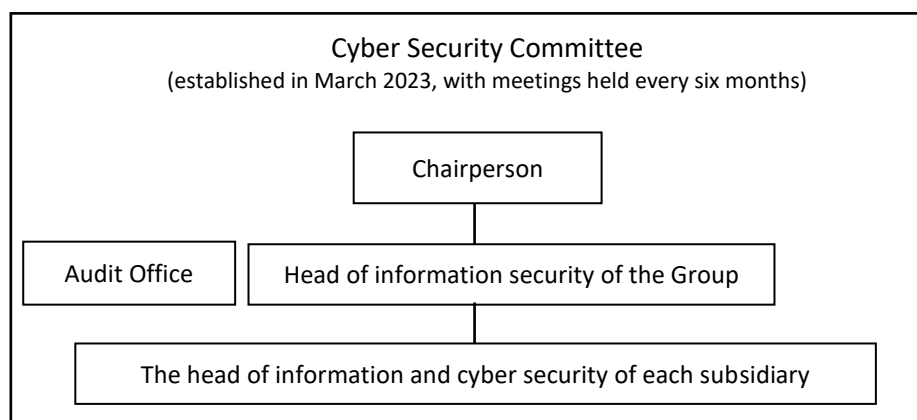 Cyber Security Committee
(established in March 2023, with meetings held every six months)
Chairperson
Audit Office
Head of information security of the Group
The head of information and cyber security of each subsidiary